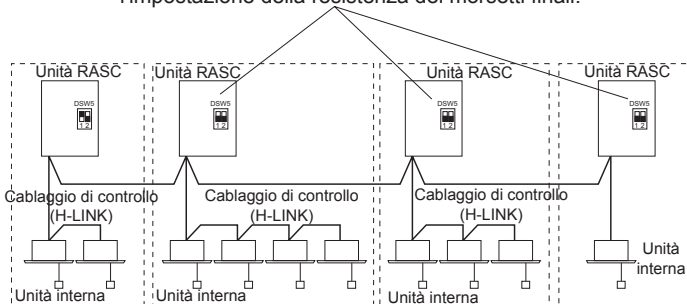 l'impostazione della resistenza dei morsetti finali.
Unità RASC
Unità RASC
Unità RASC
Unità RASC
DSW5
1 2
DSW5
1 2
DSW5
1 2
DSW5
1 2
Cablaggio di controllo
(H-LINK)
Cablaggio di controllo
(H-LINK)
Cablaggio di controllo
(H-LINK)
Unità
interna
Unità interna
Unità interna
Unità interna